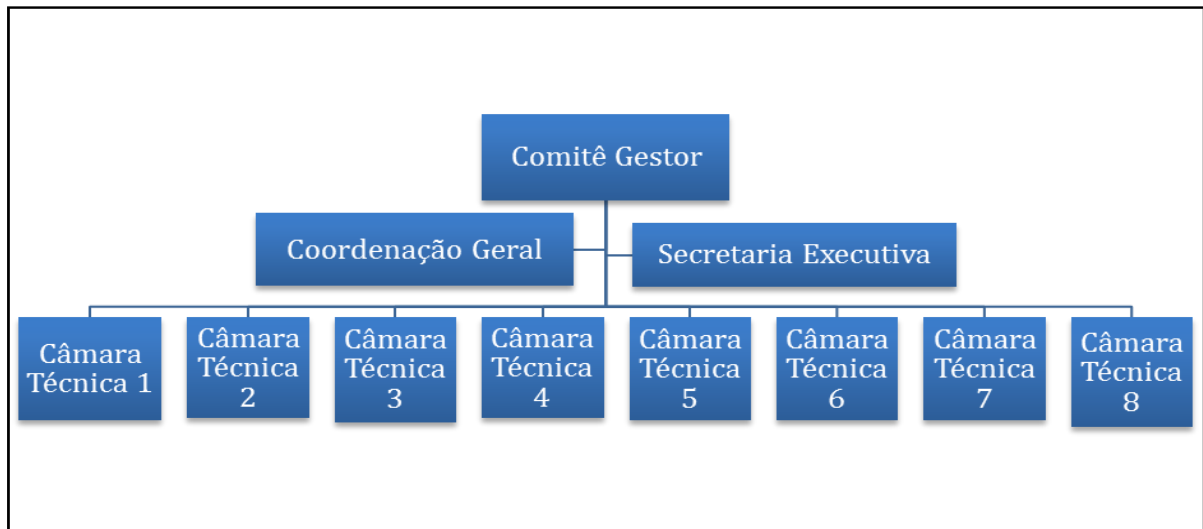 Comitê Gestor
Coordenação Geral
Secretaria Executiva
Câmara
Técnica 1
Câmara
Técnica
2
Câmara
Técnica
3
Câmara
Técnica
4
Câmara
Técnica
5
Câmara
Técnica
6
Câmara
Técnica
7
Câmara
Técnica
8